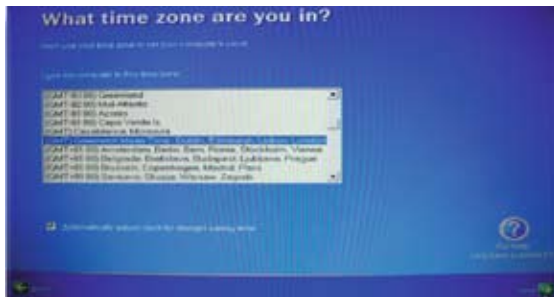 What time zone are you in?
(GMT-03:00) Greenland
(GMT-02:00) Mid-Atlantic
(GMT-01:00) Azores
(GMT-01:00) Cape Verde Is.
(GMT) Casablanca, Monrovia
(GMT) Greenwich Mean Time: Dublin, Edinburgh, Lisbon, London
(GMT+01:00) Amsterdam, Berlin, Bern, Rome, Stockholm, Vienna
(GMT+01:00) Belgrade, Bratislava, Budapest, Ljubljana, Prague
(GMT+01:00) Brussels, Copenhagen, Madrid, Paris
(GMT+01:00) Sarajevo, Skopje, Warsaw, Zagreb
Automatically adjust clock for daylight saving time